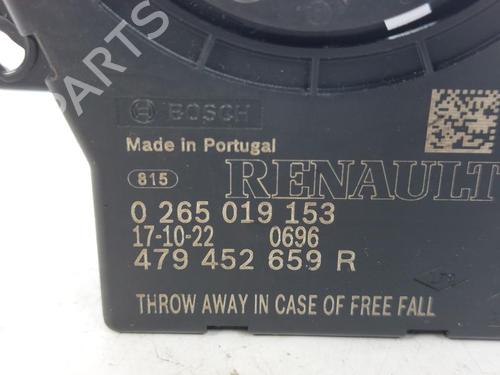 BOSCH
Made in Portugal
815
RENAULT
0 265 019 153
17-10-22 0696
479 452 659 R
THROW AWAY IN CASE OF FREE FALL
PARTS